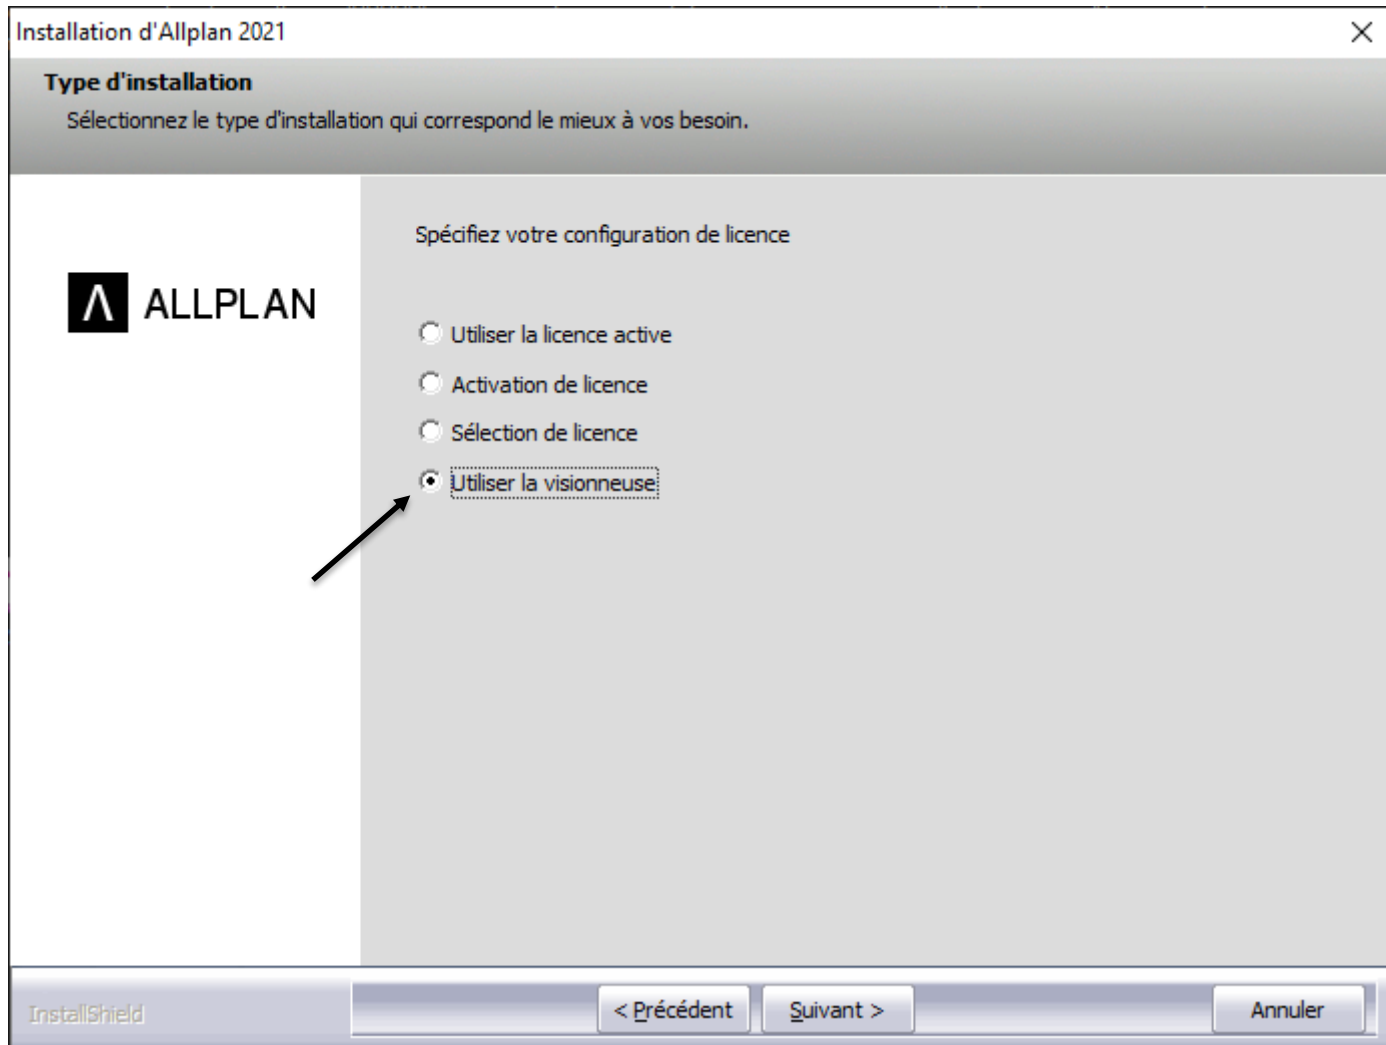 Installation d'Allplan 2021
Type d'installation
Sélectionnez le type d'installation qui correspond le mieux à vos besoin.
ALLPLAN
Spécifiez votre configuration de licence
Utiliser la licence active
Activation de licence
Sélection de licence
Utiliser la visionneuse
InstallShield
< Précédent
Suivant >
Annuler